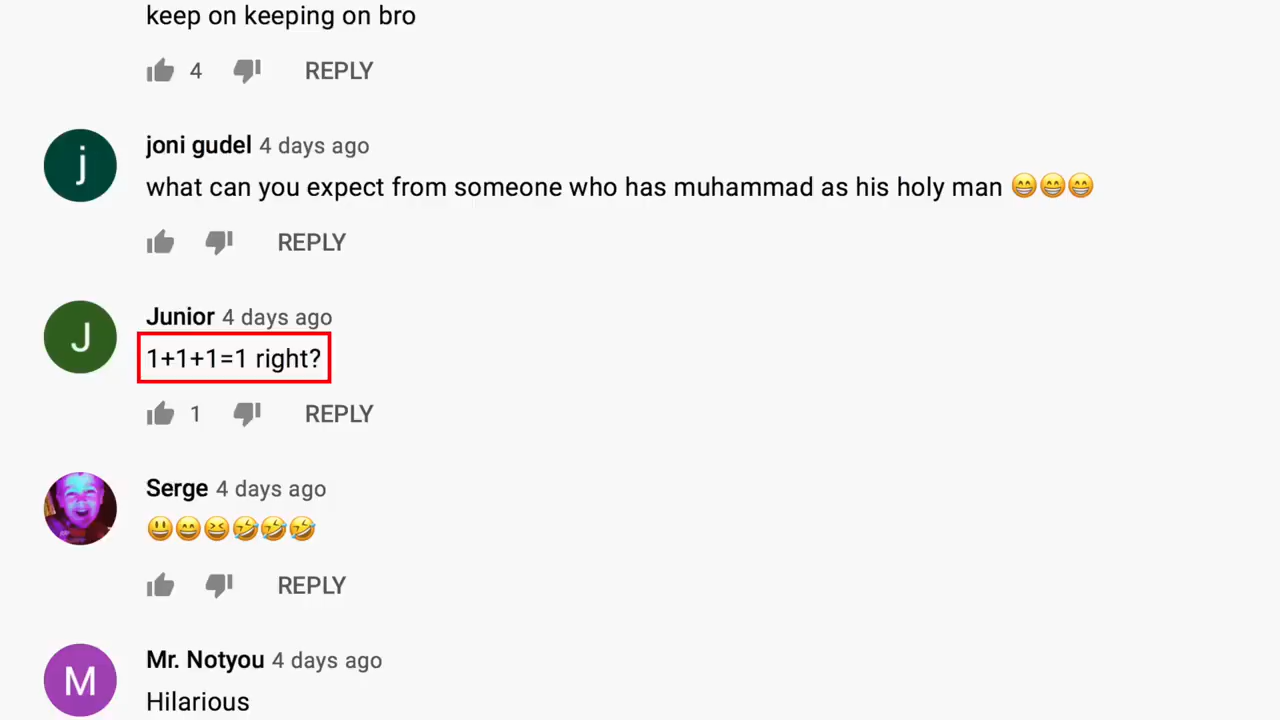 keep on keeping on bro
4 REPLY
j
joni gudel 4 days ago
what can you expect from someone who has muhammad as his holy man 😁😁😁
REPLY
J
Junior 4 days ago
1+1+1=1 right?
1 REPLY
Serge 4 days ago
😃😄😆🤣🤣🤣
REPLY
M
Mr. Notyou 4 days ago
Hilarious